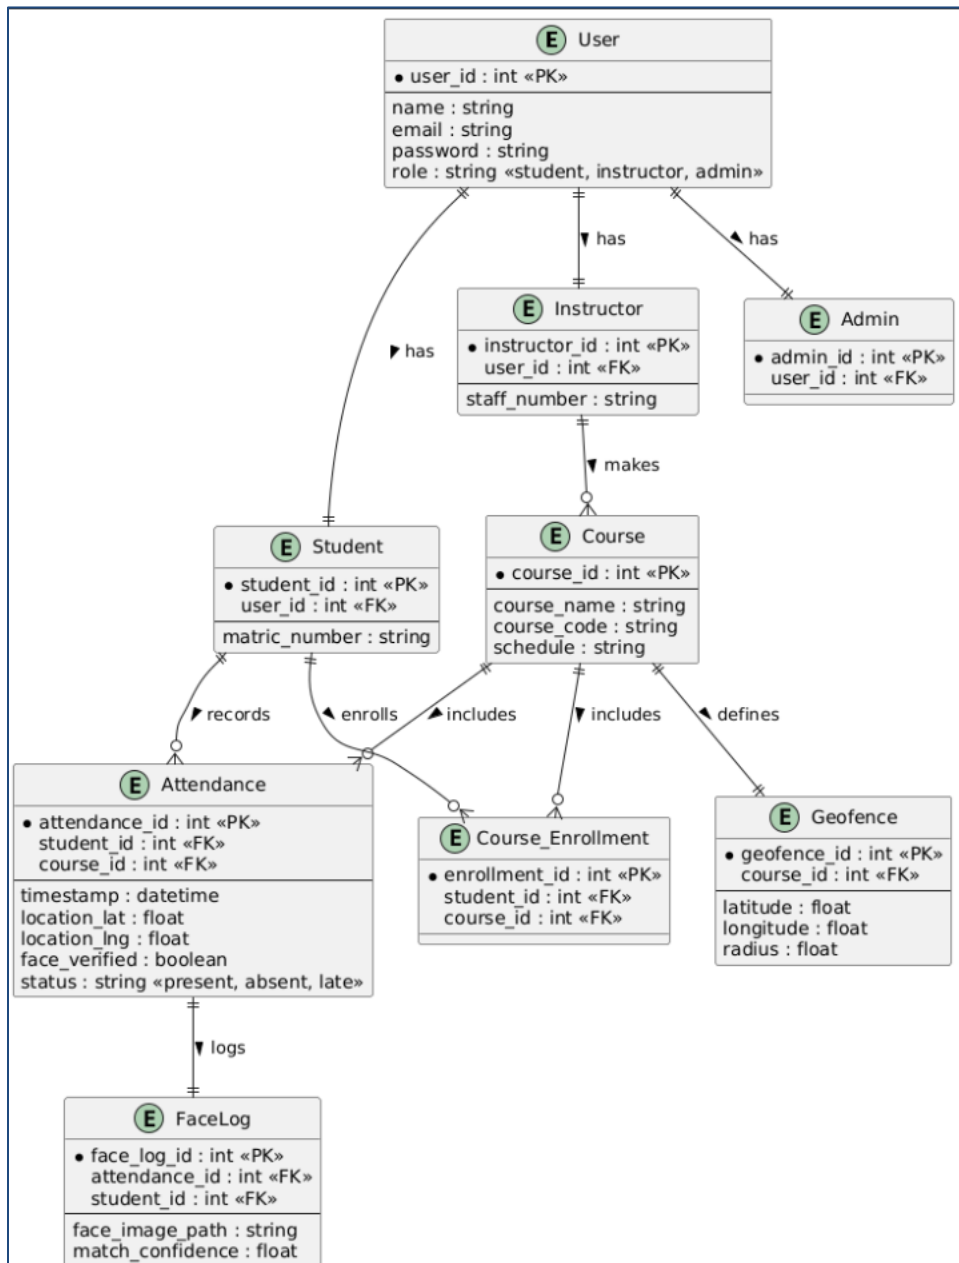 E User
user_id : int «PK»
name : string
email : string
password : string
role : string «student, instructor, admin»
has
has
has
E Instructor
instructor_id : int «PK»
user_id : int «FK»
staff_number : string
E Admin
admin_id : int «PK»
user_id : int «FK»
makes
E Student
student_id : int «PK»
user_id : int «FK»
matric_number : string
E Course
course_id : int «PK»
course_name : string
course_code : string
schedule : string
records
enrolls
includes
includes
defines
E Attendance
attendance_id : int «PK»
student_id : int «FK»
course_id : int «FK»
timestamp : datetime
location_lat : float
location_lng : float
face_verified : boolean
status : string «present, absent, late»
E Course_Enrollment
enrollment_id : int «PK»
student_id : int «FK»
course_id : int «FK»
E Geofence
geofence_id : int «PK»
course_id : int «FK»
latitude : float
longitude : float
radius : float
logs
E FaceLog
face_log_id : int «PK»
attendance_id : int «FK»
student_id : int «FK»
face_image_path : string
match_confidence : float